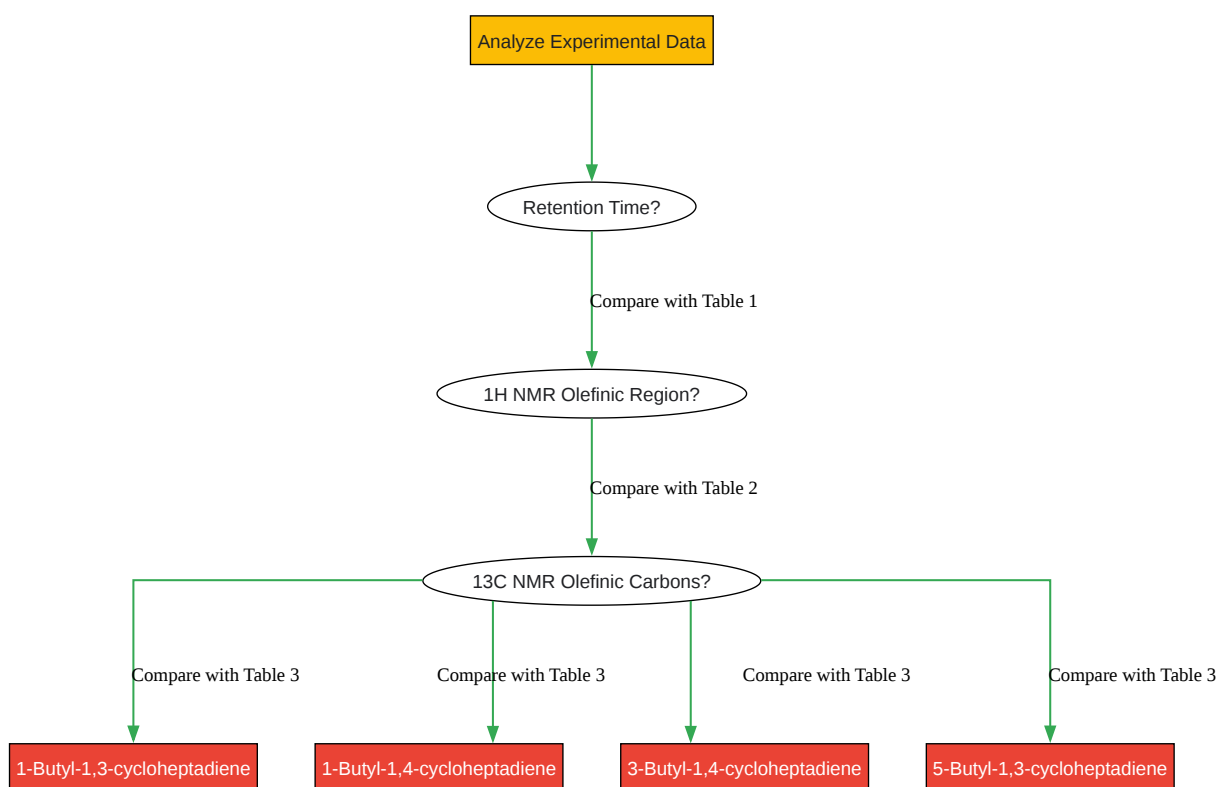 Analyze Experimental Data
Retention Time?
Compare with Table 1
1H NMR Olefinic Region?
Compare with Table 2
13C NMR Olefinic Carbons?
Compare with Table 3
Compare with Table 3
Compare with Table 3
Compare with Table 3
1-Butyl-1,3-cycloheptadiene
1-Butyl-1,4-cycloheptadiene
3-Butyl-1,4-cycloheptadiene
5-Butyl-1,3-cycloheptadiene